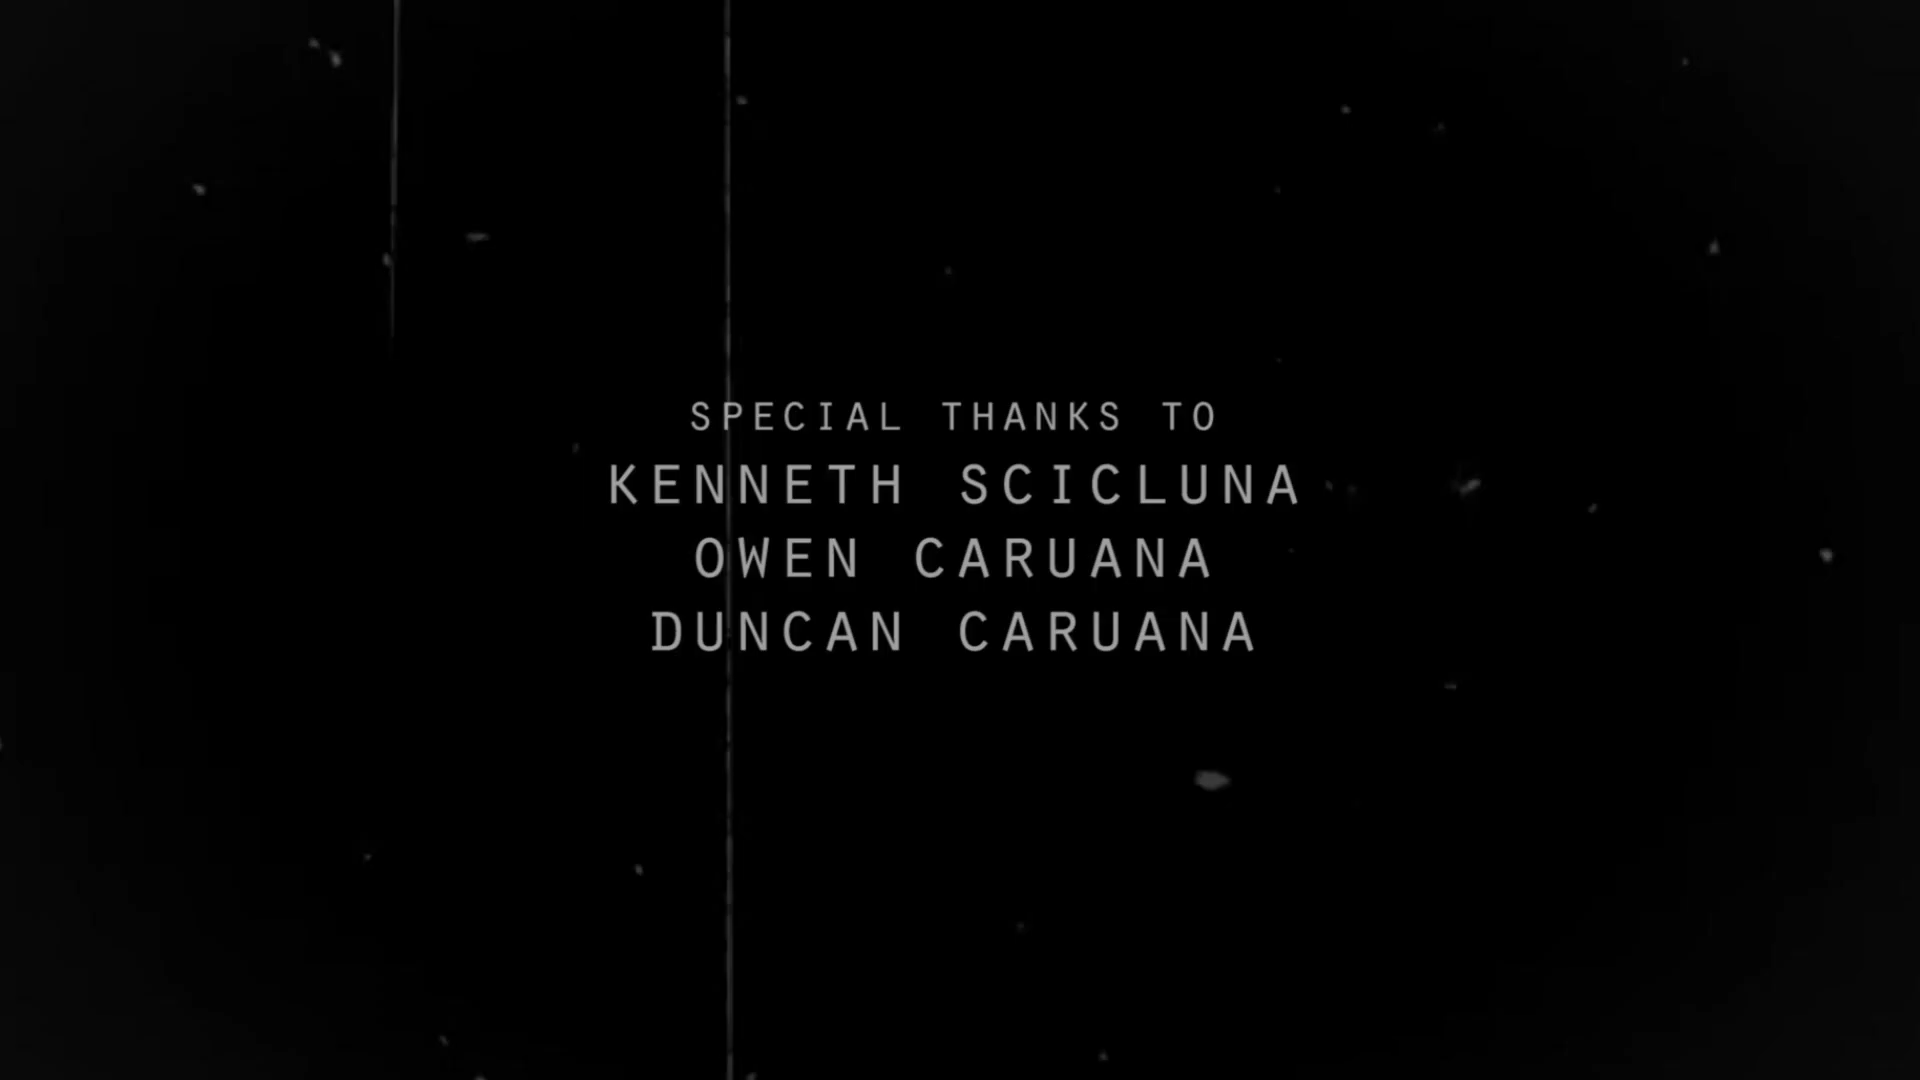 SPECIAL THANKS TO
KENNETH SCICLUNA
OWEN CARUANA
DUNCAN CARUANA